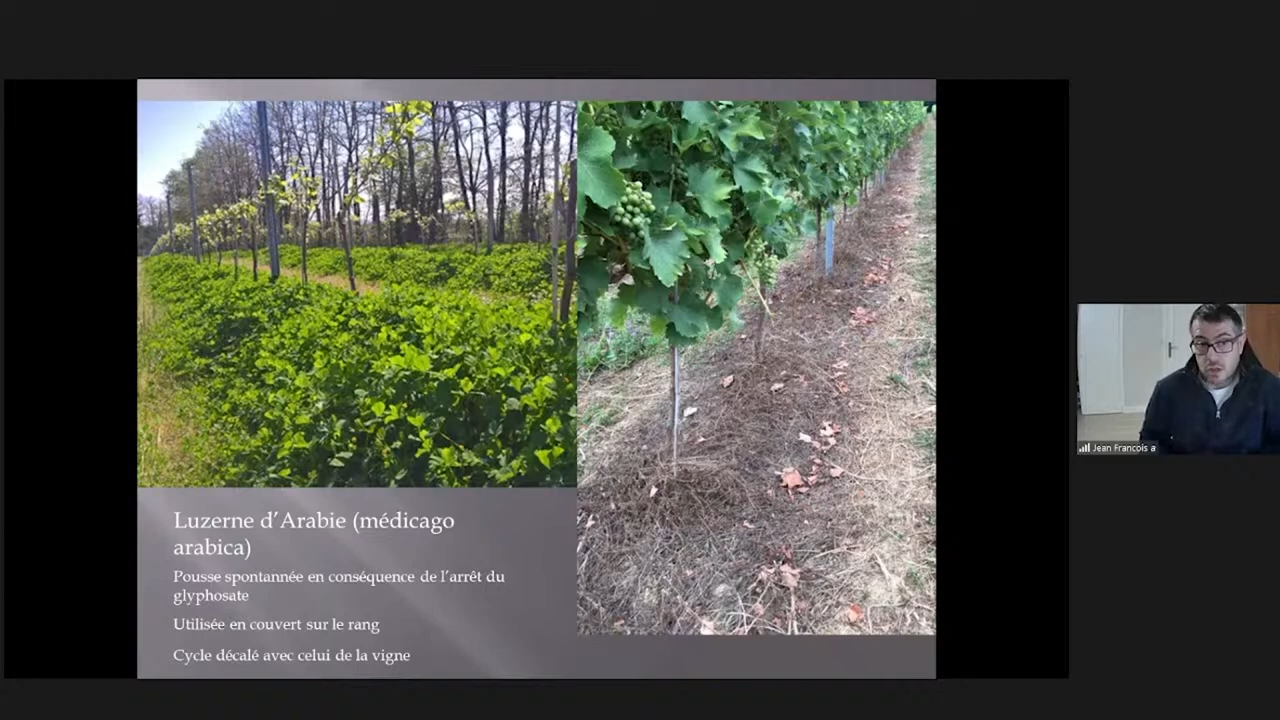 Luzerne d’Arabie (médicago
arabica)
Pousse spontannée en conséquence de l’arrêt du
glyphosate
Utilisée en couvert sur le rang
Cycle décalé avec celui de la vigne
Jean Francois a